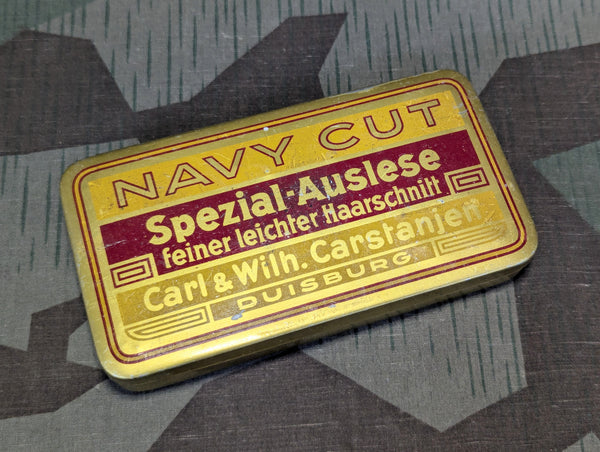 NAVY CUT
Spezial-Auslese
feiner leichter Haarschnitt
Carl & Wilh. Carstanjen
DUISBURG